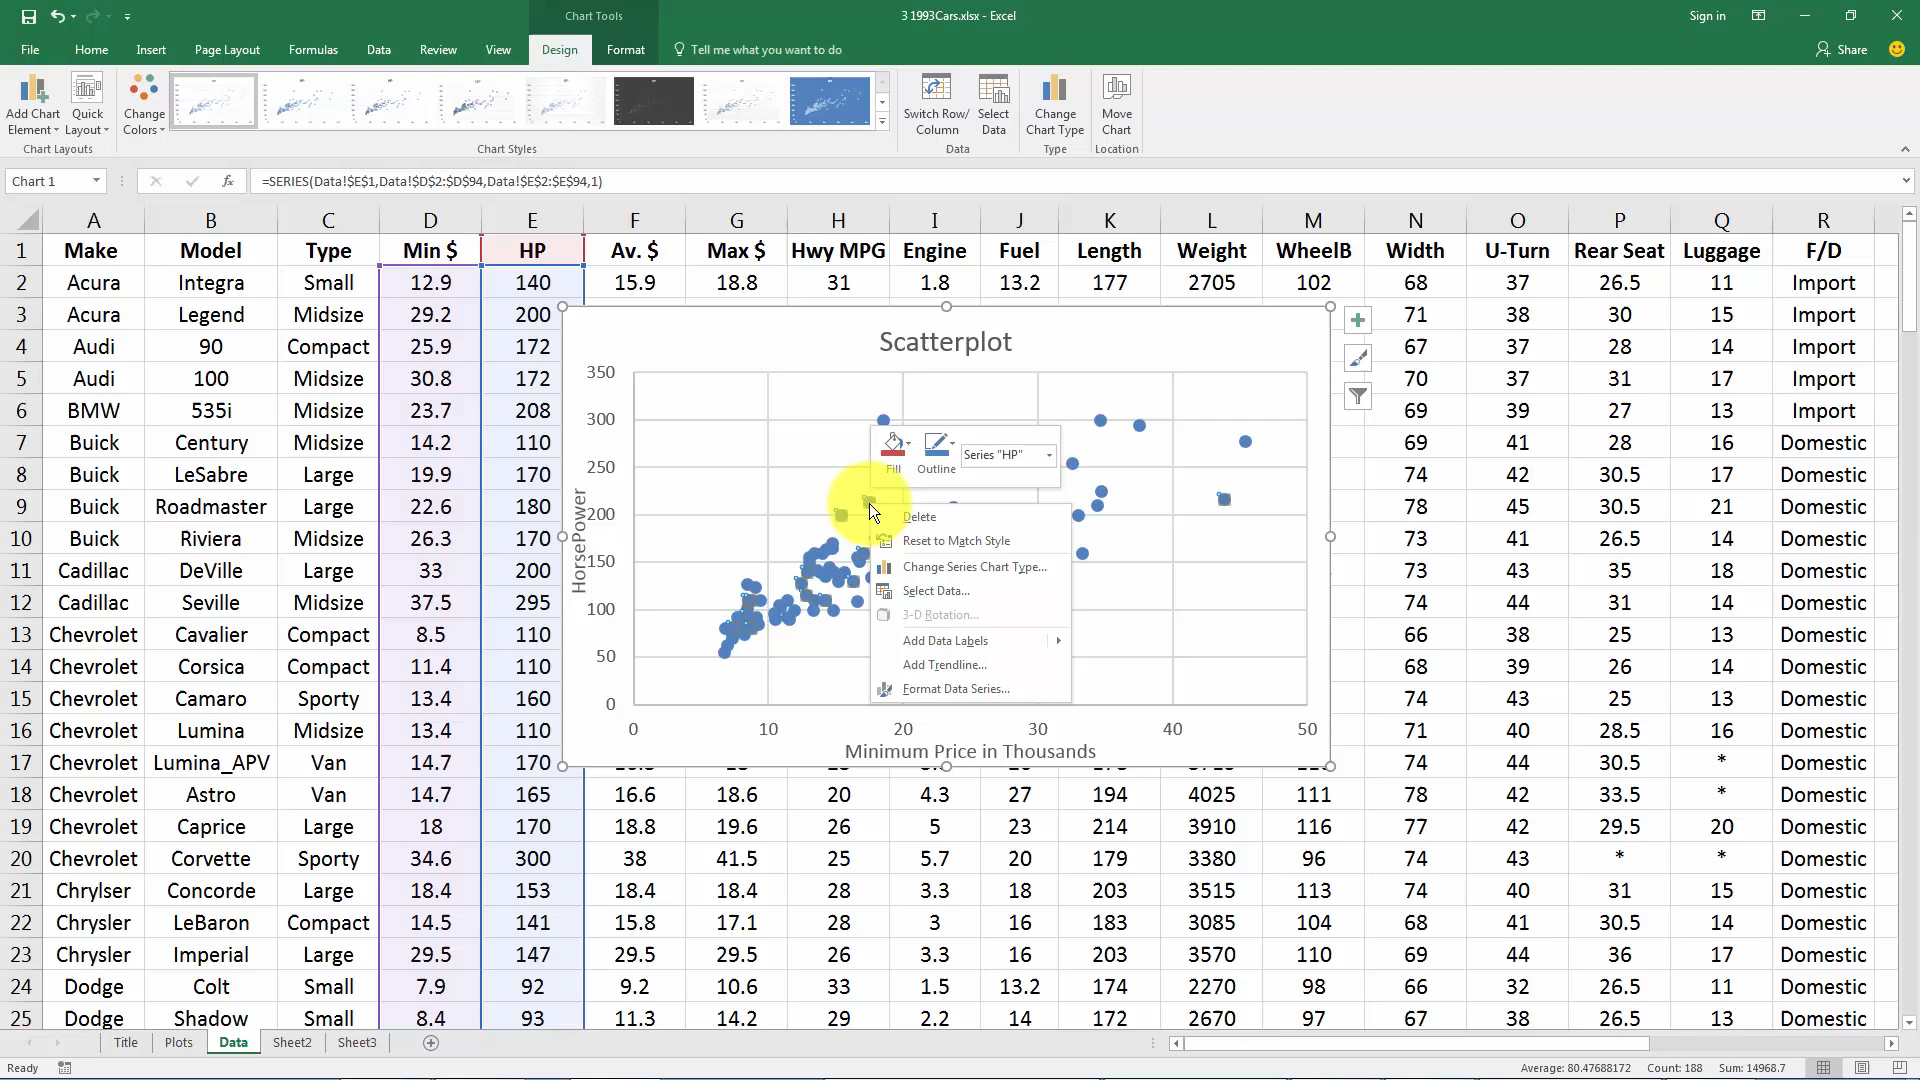 Chart Tools
3 1993Cars.xlsx - Excel
Sign in
File Home Insert Page Layout Formulas Data Review View Design Format Tell me what you want to do Share
Add Chart Element
Quick Layout
Change Colors
Switch Row/ Column
Select Data
Change Chart Type
Move Chart
Chart Layouts Chart Styles Data Type Location
Chart 1 fx =SERIES(Data!$E$1,Data!$D$2:$D$94,Data!$E$2:$E$94,1)
A B C D E F G H I J K L M N O P Q R
1 Make Model Type Min $ HP Av. $ Max $ Hwy MPG Engine Fuel Length Weight WheelB Width U-Turn Rear Seat Luggage F/D
2 Acura Integra Small 12.9 140 15.9 18.8 31 1.8 13.2 177 2705 102 68 37 26.5 11 Import
3 Acura Legend Midsize 29.2 200 71 38 30 15 Import
4 Audi 90 Compact 25.9 172 67 37 28 14 Import
5 Audi 100 Midsize 30.8 172 70 37 31 17 Import
6 BMW 535i Midsize 23.7 208 69 39 27 13 Import
7 Buick Century Midsize 14.2 110 69 41 28 16 Domestic
8 Buick LeSabre Large 19.9 170 74 42 30.5 17 Domestic
9 Buick Roadmaster Large 22.6 180 78 45 30.5 21 Domestic
10 Buick Riviera Midsize 26.3 170 73 41 26.5 14 Domestic
11 Cadillac DeVille Large 33 200 73 43 35 18 Domestic
12 Cadillac Seville Midsize 37.5 295 74 44 31 14 Domestic
13 Chevrolet Cavalier Compact 8.5 110 66 38 25 13 Domestic
14 Chevrolet Corsica Compact 11.4 110 68 39 26 14 Domestic
15 Chevrolet Camaro Sporty 13.4 160 74 43 25 13 Domestic
16 Chevrolet Lumina Midsize 13.4 110 71 40 28.5 16 Domestic
17 Chevrolet Lumina_APV Van 14.7 170 74 44 30.5 * Domestic
18 Chevrolet Astro Van 14.7 165 16.6 18.6 20 4.3 27 194 4025 111 78 42 33.5 * Domestic
19 Chevrolet Caprice Large 18 170 18.8 19.6 26 5 23 214 3910 116 77 42 29.5 20 Domestic
20 Chevrolet Corvette Sporty 34.6 300 38 41.5 25 5.7 20 179 3380 96 74 43 * * Domestic
21 Chrylser Concorde Large 18.4 153 18.4 18.4 28 3.3 18 203 3515 113 74 40 31 15 Domestic
22 Chrysler LeBaron Compact 14.5 141 15.8 17.1 28 3 16 183 3085 104 68 41 30.5 14 Domestic
23 Chrysler Imperial Large 29.5 147 29.5 29.5 26 3.3 16 203 3570 110 69 44 36 17 Domestic
24 Dodge Colt Small 7.9 92 9.2 10.6 33 1.5 13.2 174 2270 98 66 32 26.5 11 Domestic
25 Dodge Shadow Small 8.4 93 11.3 14.2 29 2.2 14 172 2670 97 67 38 26.5 13 Domestic
Scatterplot
350
300
250
200
150
100
50
0
HorsePower
0 10 20 30 40 50
Minimum Price in Thousands
Fill Outline Series "HP"
Delete
Reset to Match Style
Change Series Chart Type...
Select Data...
3-D Rotation...
Add Data Labels
Add Trendline...
Format Data Series...
Title Plots Data Sheet2 Sheet3
Ready Average: 80.47688172 Count: 188 Sum: 14968.7